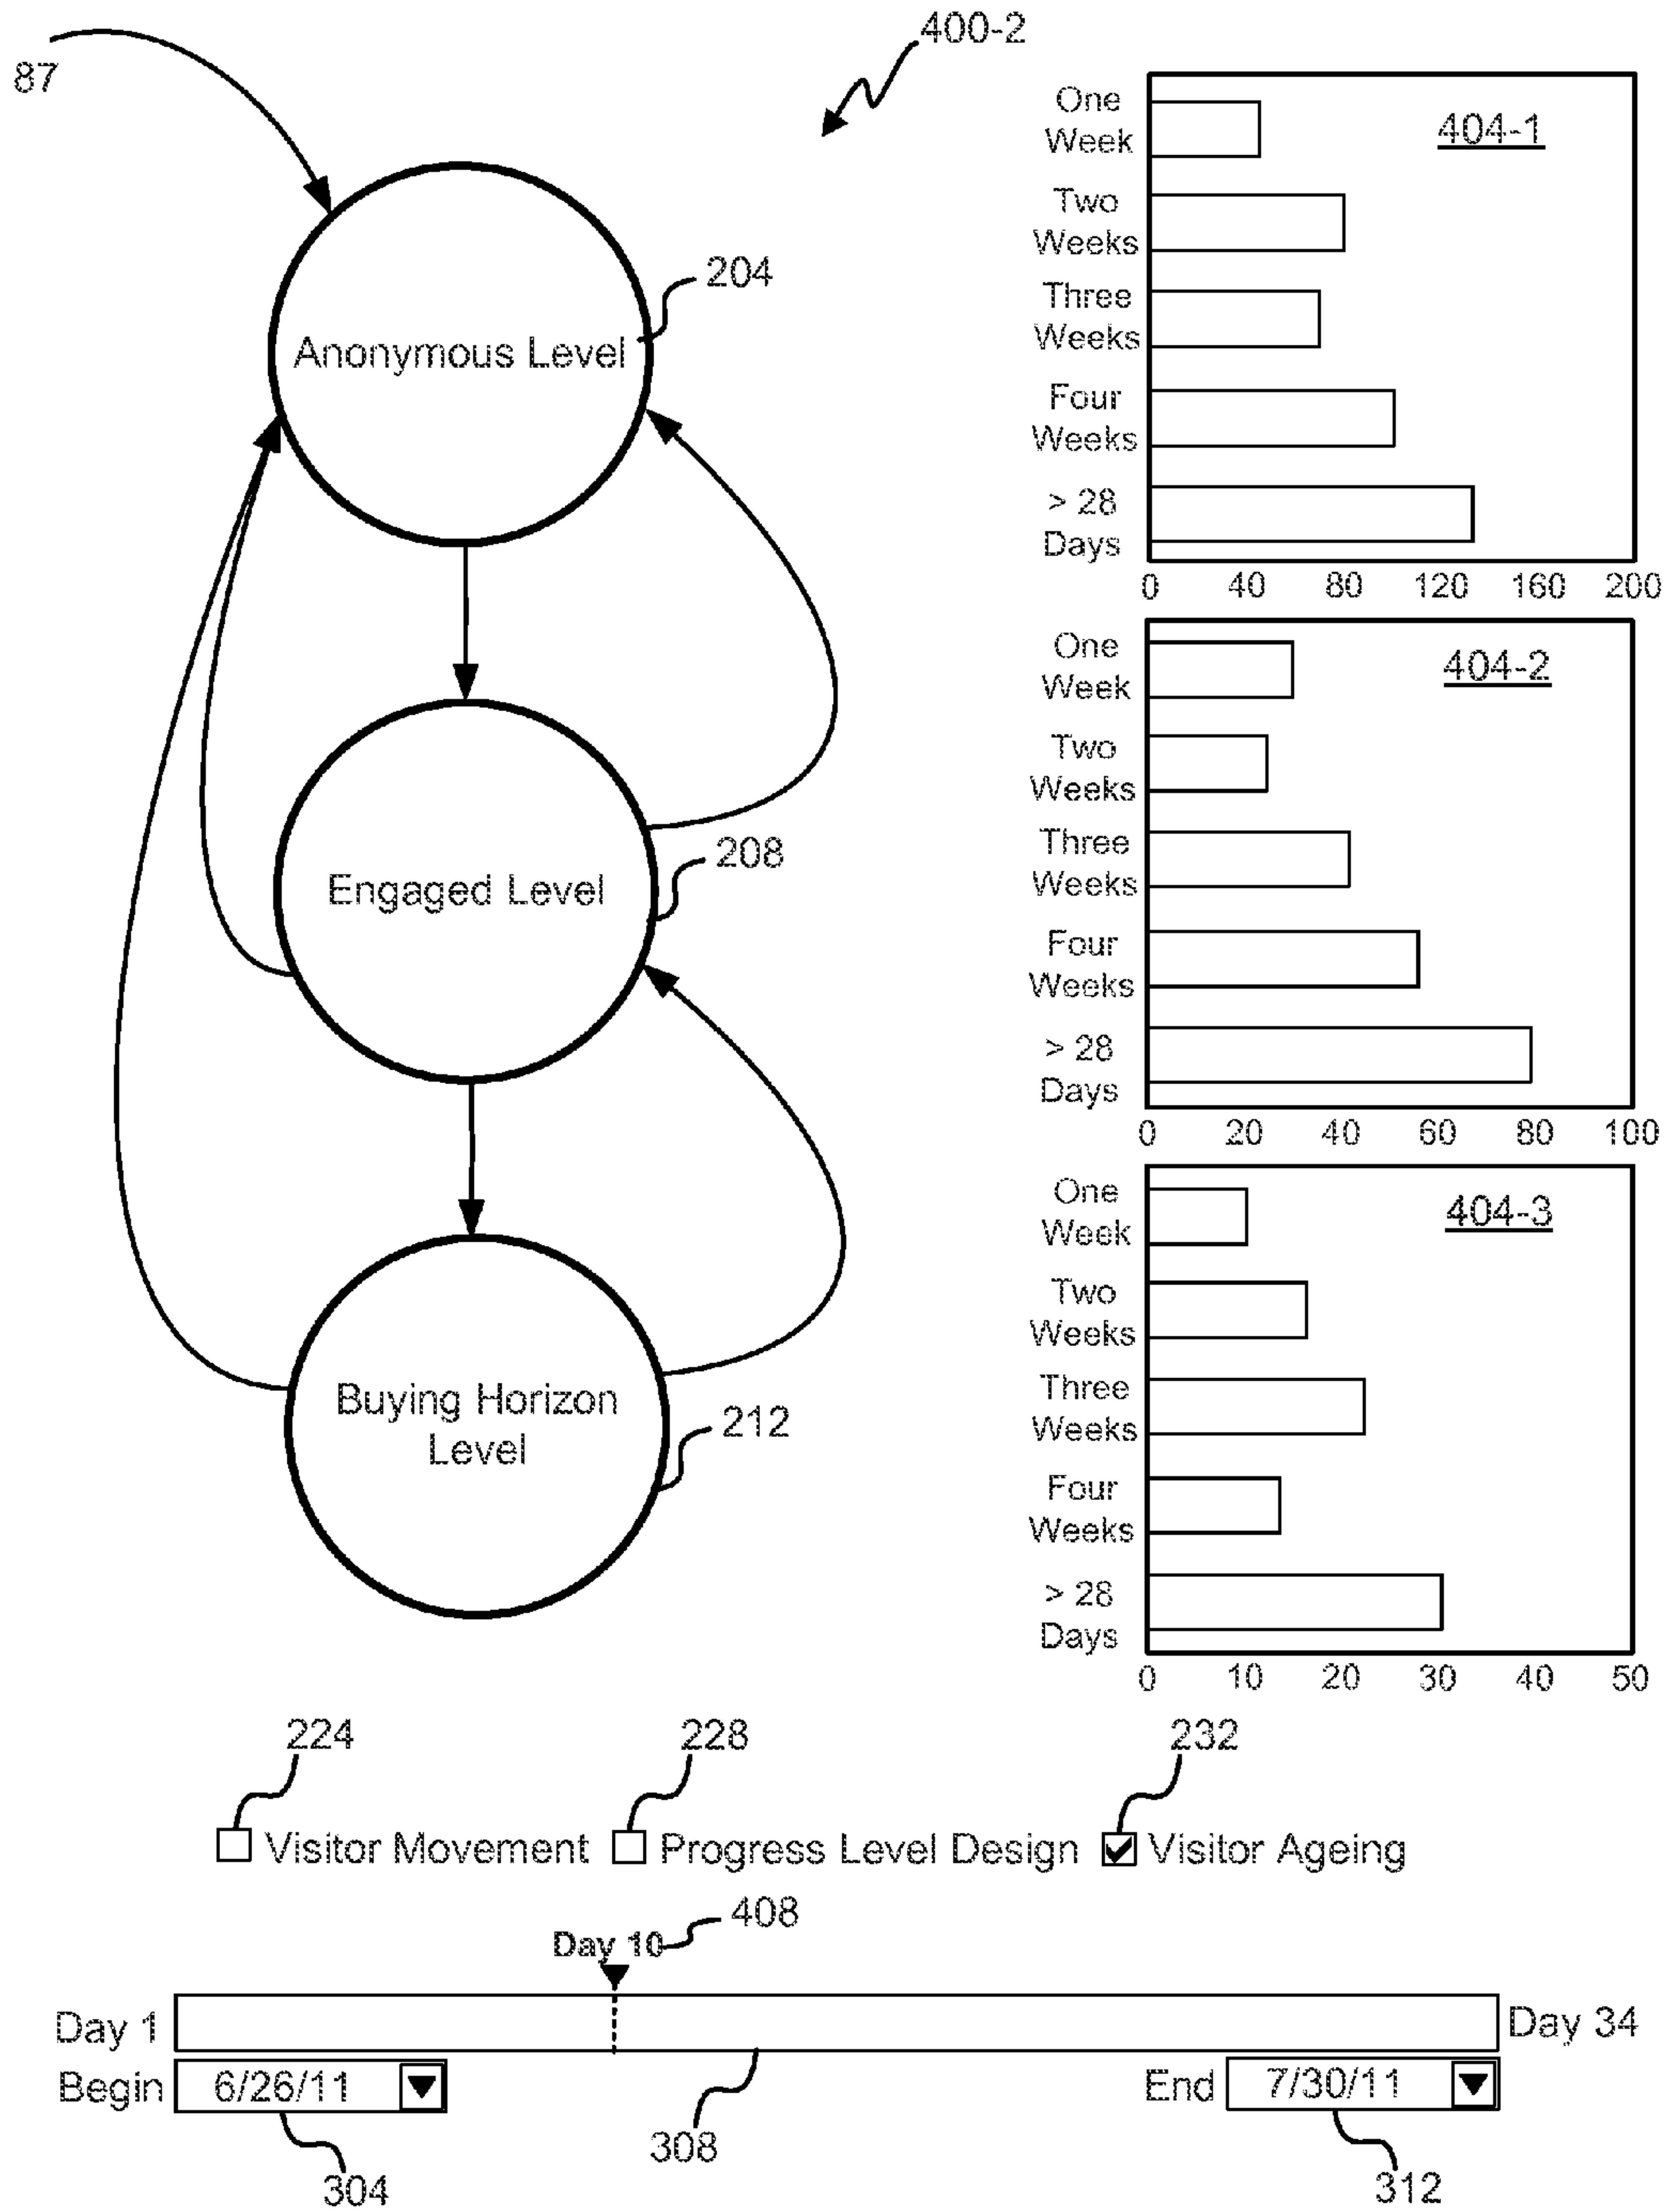 400-2
87
204
Anonymous Level
208
Engaged Level
212
Buying Horizon
Level
404-1
One
Week
Two
Weeks
Three
Weeks
Four
Weeks
> 28
Days
0 40 80 120 160 200
404-2
One
Week
Two
Weeks
Three
Weeks
Four
Weeks
> 28
Days
0 20 40 60 80 100
404-3
One
Week
Two
Weeks
Three
Weeks
Four
Weeks
> 28
Days
0 10 20 30 40 50
224 228 232
Visitor Movement Progress Level Design Visitor Ageing
408
Day 10
Day 1 Day 34
Begin 6/26/11 End 7/30/11
308
304 312